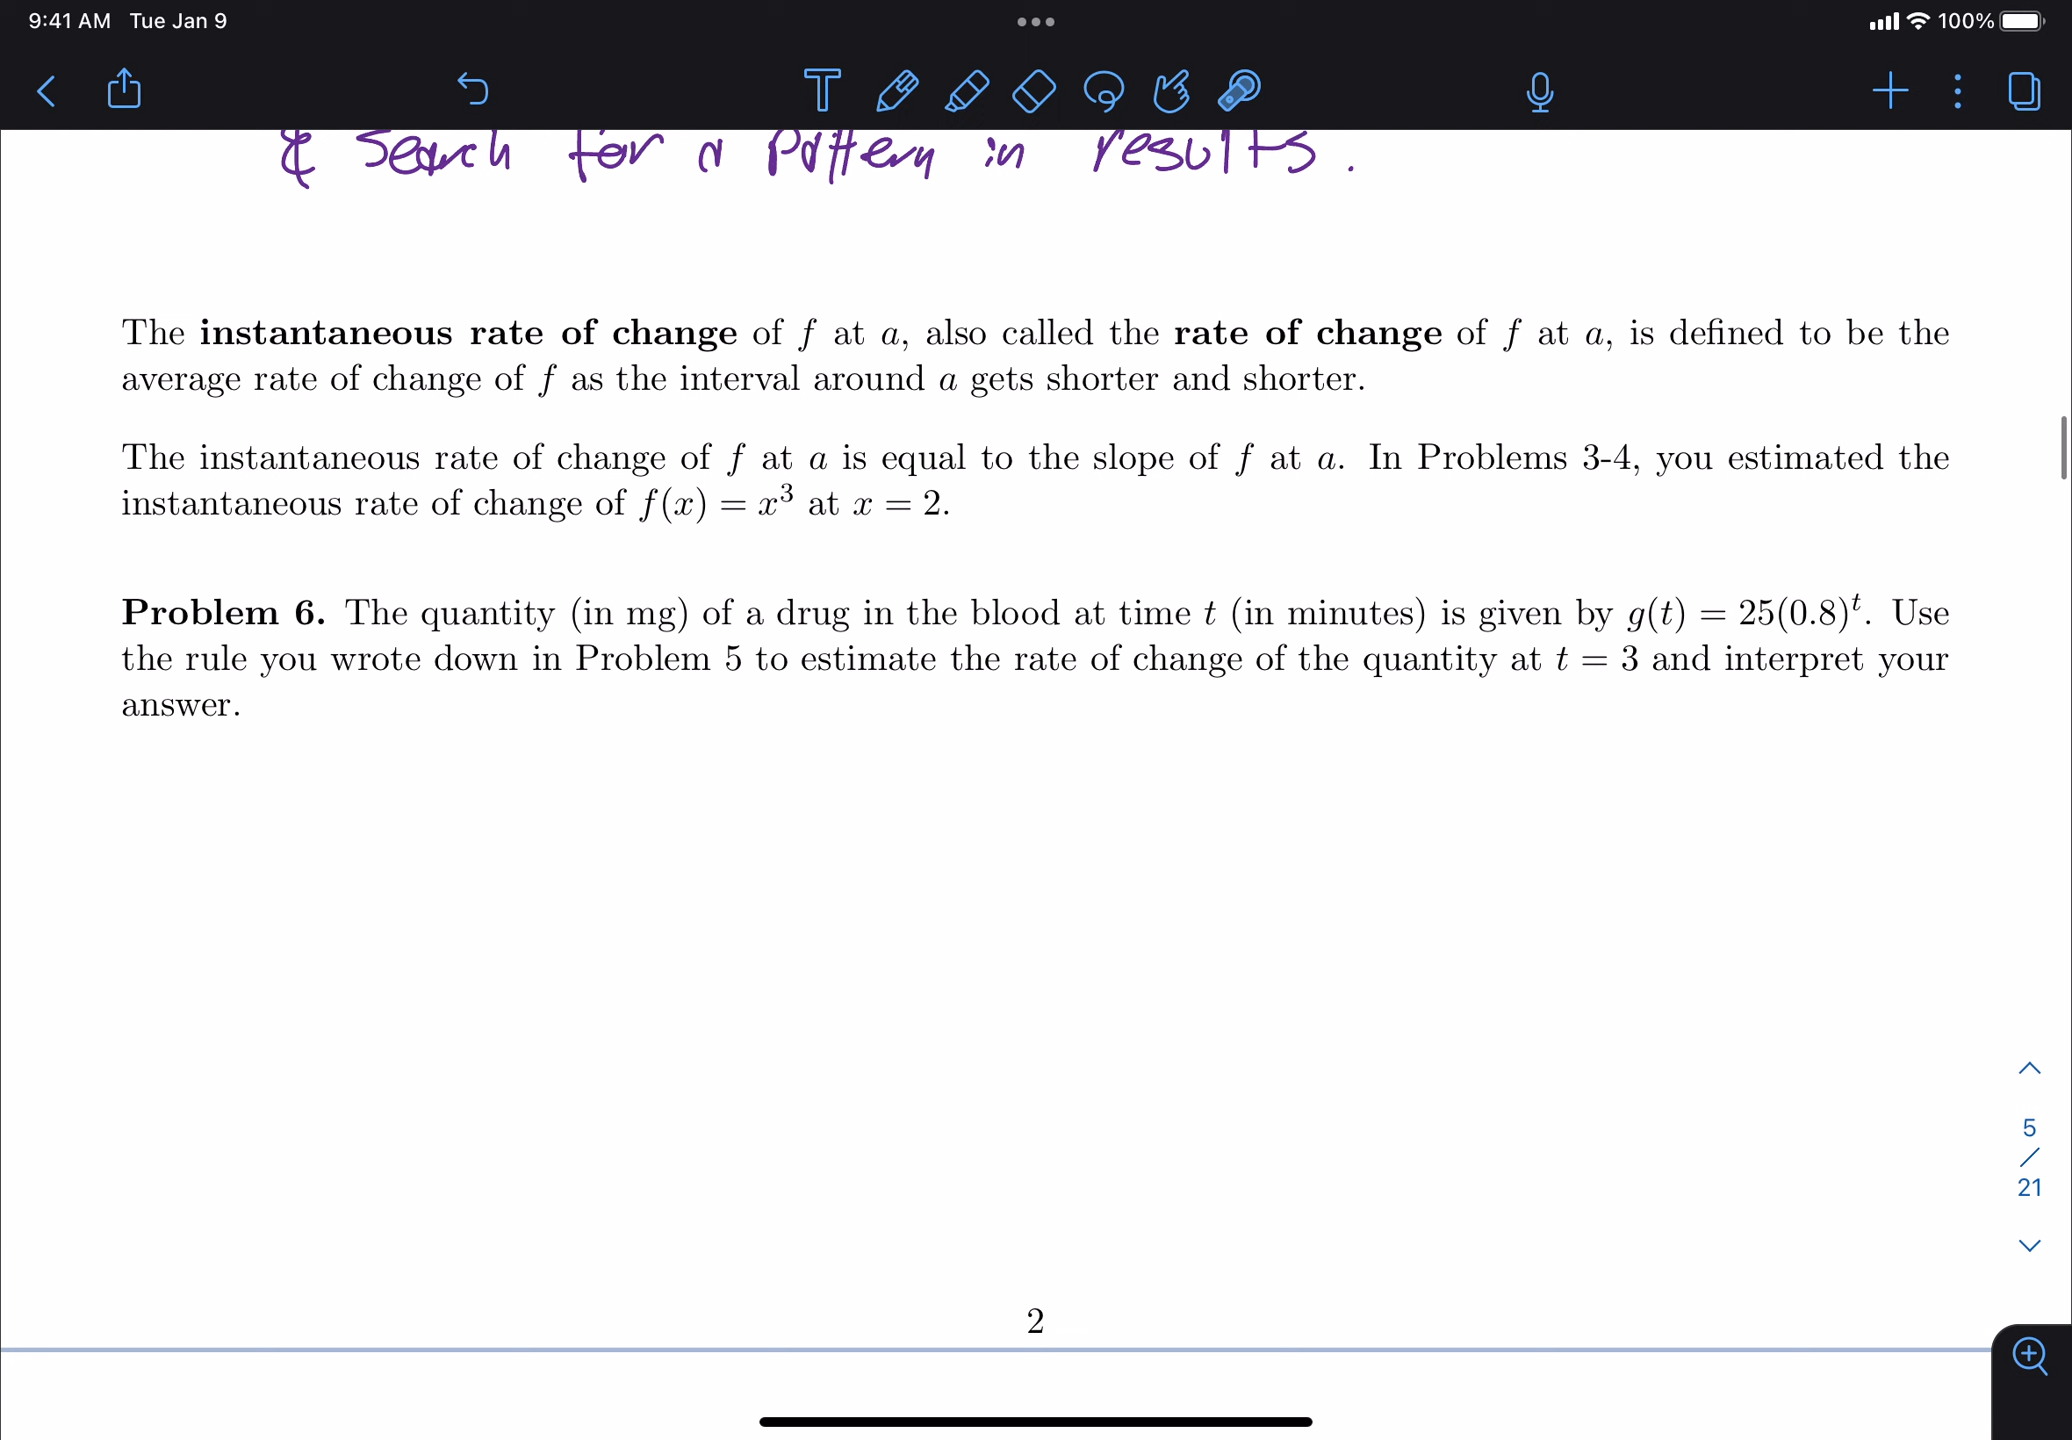 9:41 AM Tue Jan 9
100%
& search for a pattern in results.
The instantaneous rate of change of f at a, also called the rate of change of f at a, is defined to be the
average rate of change of f as the interval around a gets shorter and shorter.
The instantaneous rate of change of f at a is equal to the slope of f at a. In Problems 3-4, you estimated the
instantaneous rate of change of f(x) = x³ at x = 2.
Problem 6. The quantity (in mg) of a drug in the blood at time t (in minutes) is given by g(t) = 25(0.8)ᵗ. Use
the rule you wrote down in Problem 5 to estimate the rate of change of the quantity at t = 3 and interpret your
answer.
5
/
21
2